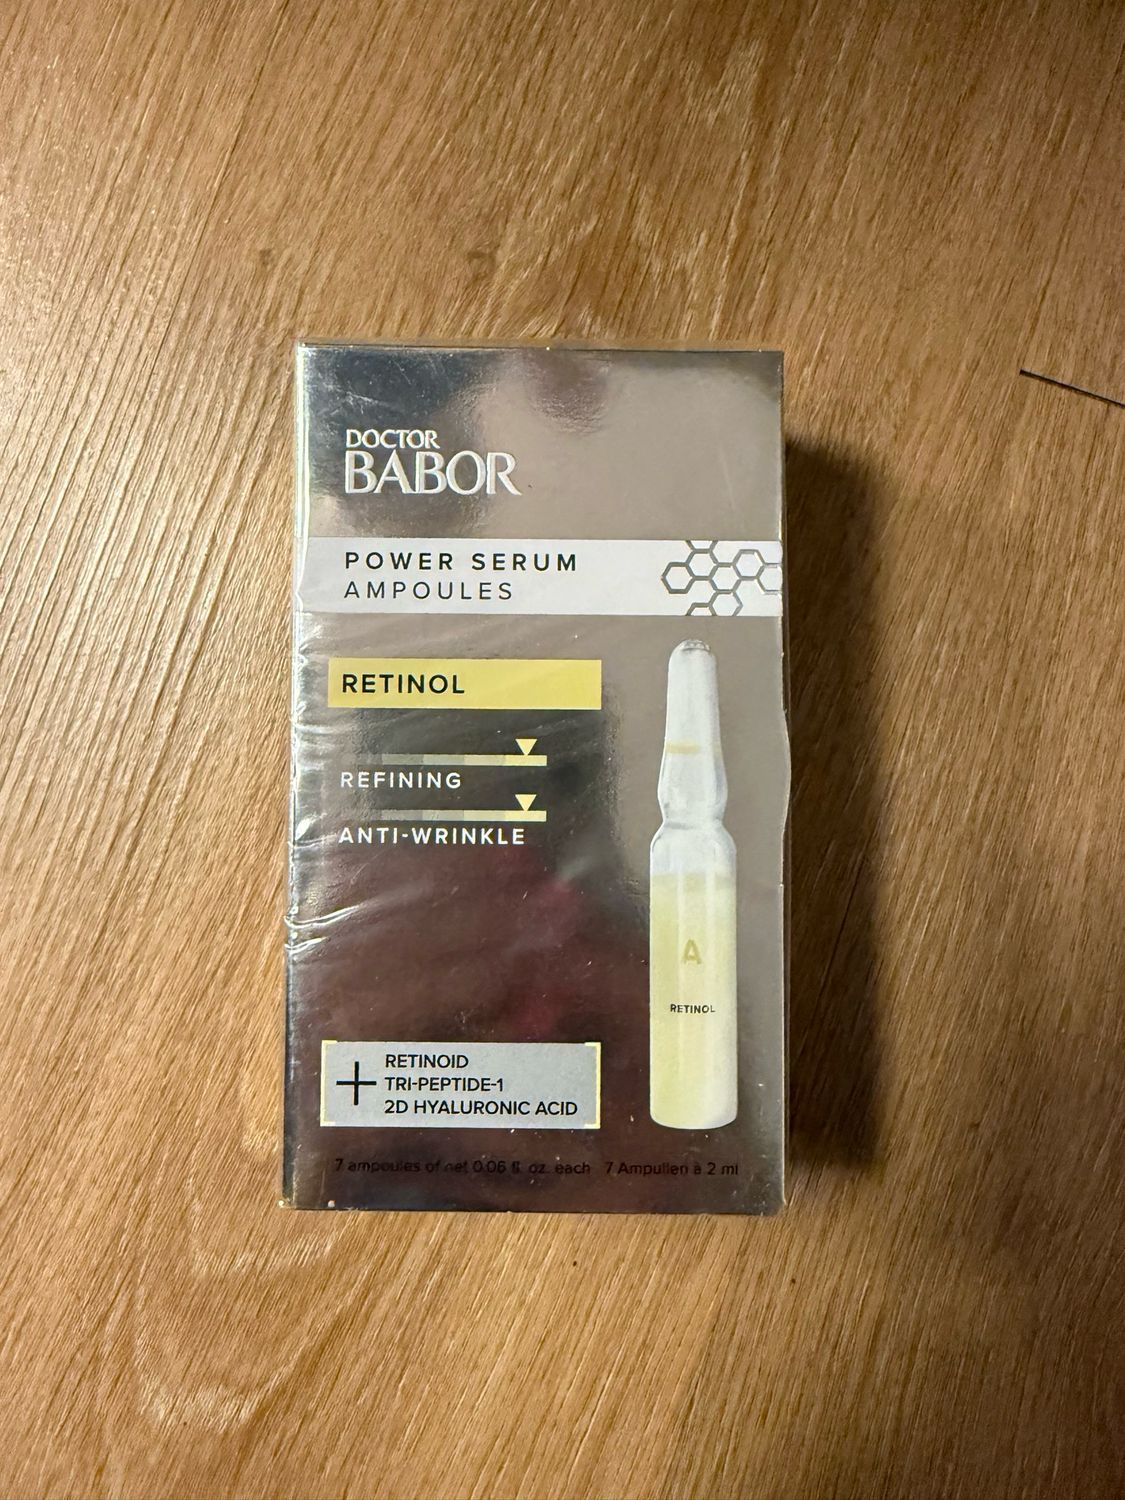 DOCTOR
BABOR
POWER SERUM
AMPOULES
RETINOL
REFINING
ANTI-WRINKLE
A
RETINOL
+
RETINOID
TRI-PEPTIDE-1
2D HYALURONIC ACID
7 ampoules of net 0.06 fl. oz. each 7 Ampullen à 2 ml